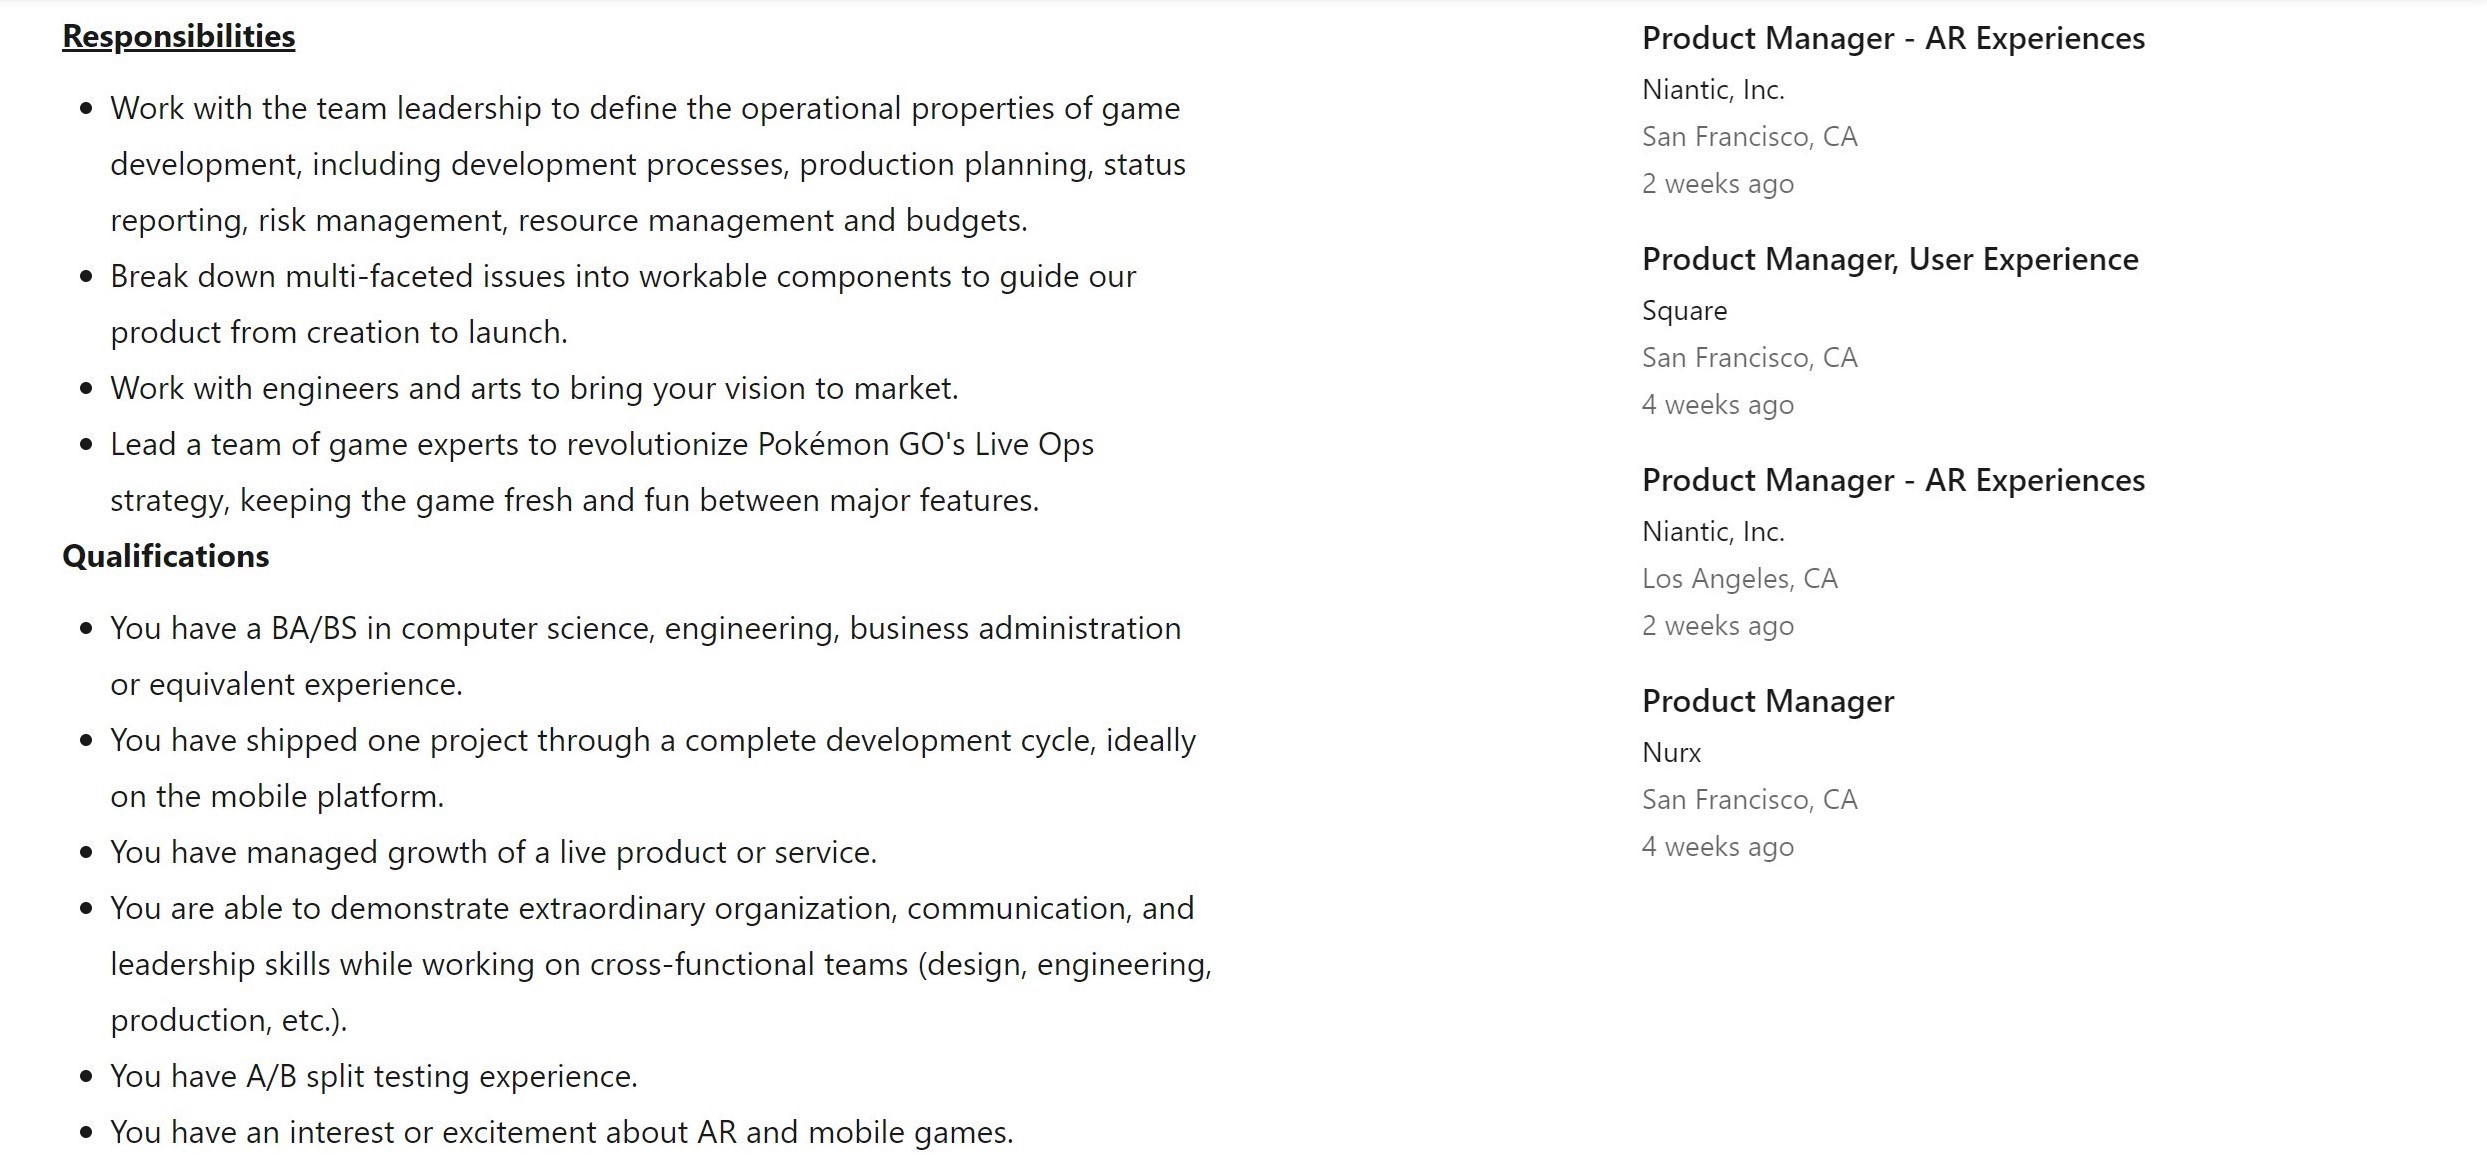 Responsibilities
Work with the team leadership to define the operational properties of game
development, including development processes, production planning, status
reporting, risk management, resource management and budgets.
Break down multi-faceted issues into workable components to guide our
product from creation to launch.
Work with engineers and arts to bring your vision to market.
Lead a team of game experts to revolutionize Pokémon GO's Live Ops
strategy, keeping the game fresh and fun between major features.
Qualifications
You have a BA/BS in computer science, engineering, business administration
or equivalent experience.
You have shipped one project through a complete development cycle, ideally
on the mobile platform.
You have managed growth of a live product or service.
You are able to demonstrate extraordinary organization, communication, and
leadership skills while working on cross-functional teams (design, engineering,
production, etc.).
You have A/B split testing experience.
You have an interest or excitement about AR and mobile games.
Product Manager - AR Experiences
Niantic, Inc.
San Francisco, CA
2 weeks ago
Product Manager, User Experience
Square
San Francisco, CA
4 weeks ago
Product Manager - AR Experiences
Niantic, Inc.
Los Angeles, CA
2 weeks ago
Product Manager
Nurx
San Francisco, CA
4 weeks ago